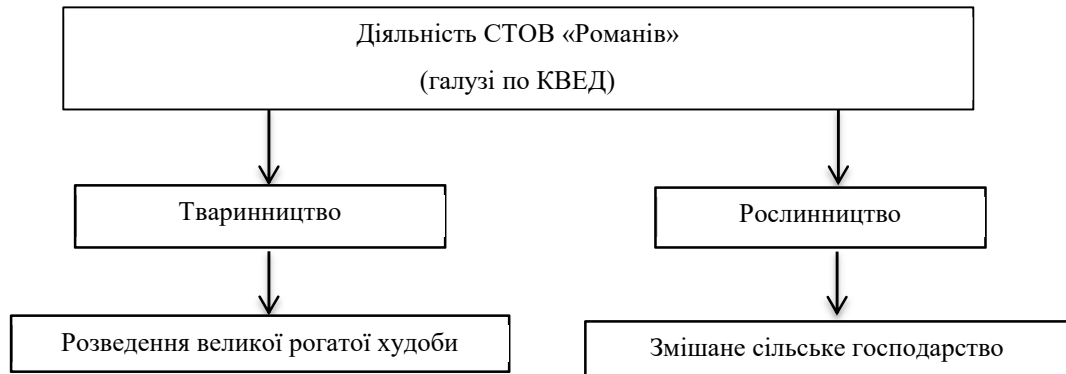 Діяльність СТОВ «Романів»
(галузі по КВЕД)
Тваринництво
Рослинництво
Розведення великої рогатої худоби
Змішане сільське господарство